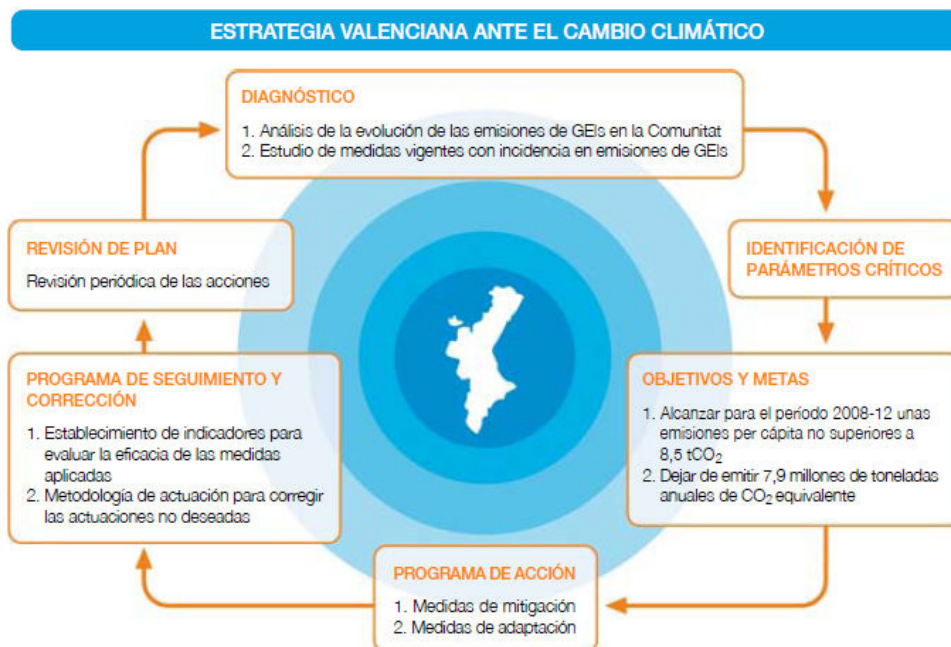 ESTRATEGIA VALENCIANA ANTE EL CAMBIO CLIMÁTICO
DIAGNÓSTICO
1. Análisis de la evolución de las emisiones de GEIs en la Comunitat
2. Estudio de medidas vigentes con incidencia en emisiones de GEIs
IDENTIFICACIÓN DE
PARÁMETROS CRÍTICOS
OBJETIVOS Y METAS
1. Alcanzar para el período 2008-12 unas
emisiones per cápita no superiores a
8,5 tCO₂
2. Dejar de emitir 7,9 millones de toneladas
anuales de CO₂ equivalente
PROGRAMA DE ACCIÓN
1. Medidas de mitigación
2. Medidas de adaptación
PROGRAMA DE SEGUIMIENTO Y
CORRECCIÓN
1. Establecimiento de indicadores para
evaluar la eficacia de las medidas
aplicadas
2. Metodología de actuación para corregir
las actuaciones no deseadas
REVISIÓN DE PLAN
Revisión periódica de las acciones